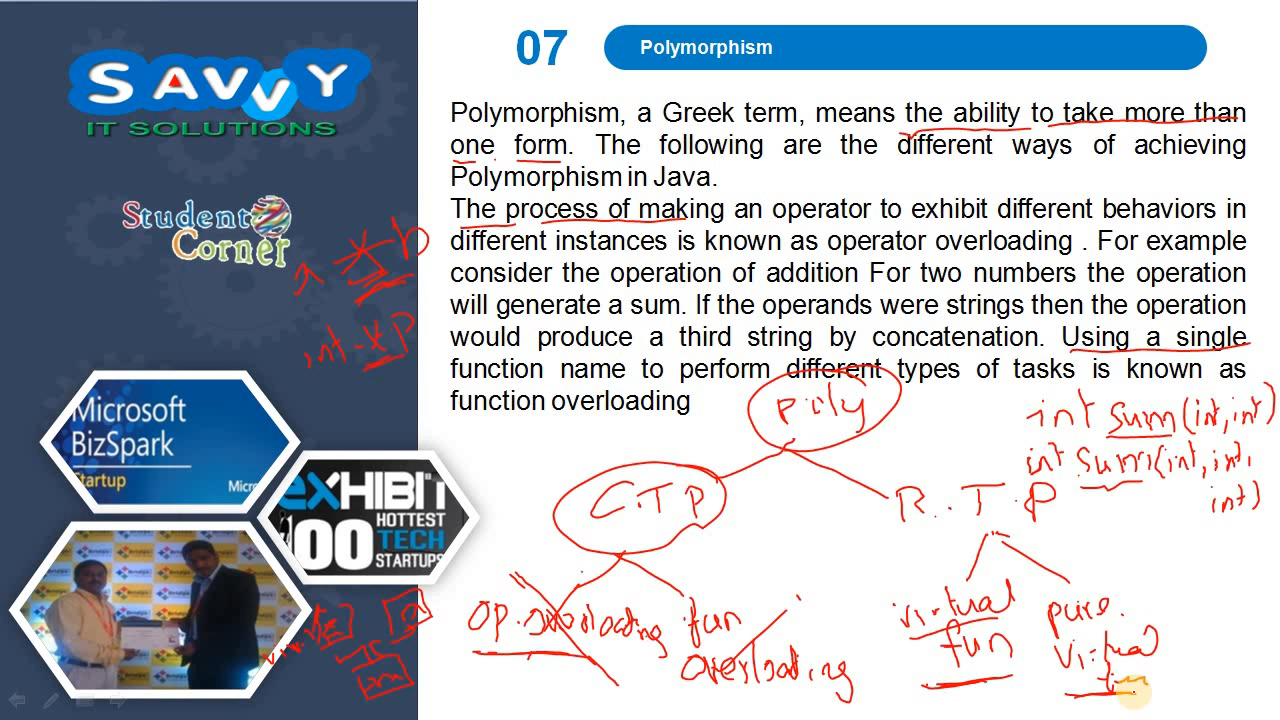 SAVVY
IT SOLUTIONS
Student
Corner
07
Polymorphism
Polymorphism, a Greek term, means the ability to take more than
one form. The following are the different ways of achieving
Polymorphism in Java.
The process of making an operator to exhibit different behaviors in
different instances is known as operator overloading . For example
consider the operation of addition For two numbers the operation
will generate a sum. If the operands were strings then the operation
would produce a third string by concatenation. Using a single
function name to perform different types of tasks is known as
function overloading
int *p
Poly
int sum(int, int)
int sum(int, int,
int)
C.T.P
R.T.P
op.overloading
fun
overloading
virtual
fun
pure.
virtual
Microsoft
BizSpark
Startup
Micro
eXHIBIT
100 HOTTEST
TECH
STARTUPS